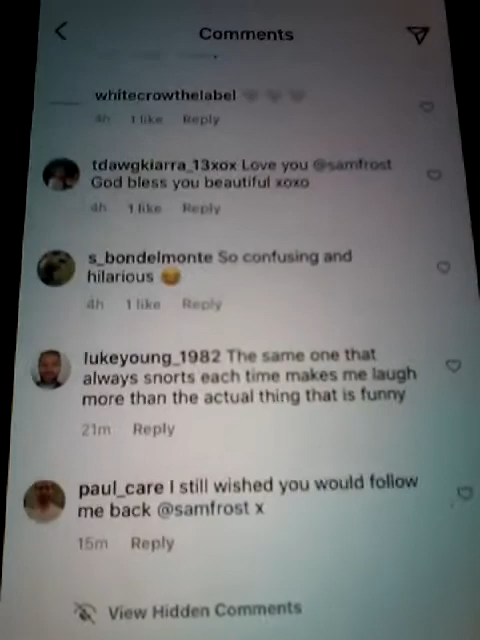 Comments
whitecrowthelabel 🤍 🤍 🤍
4h 1 like Reply
tdawgkiarra_13xox Love you @samfrost
God bless you beautiful xoxo
4h 1 like Reply
s_bondelmonte So confusing and
hilarious 😂
4h 1 like Reply
lukeyoung_1982 The same one that
always snorts each time makes me laugh
more than the actual thing that is funny
21m Reply
paul_care I still wished you would follow
me back @samfrost x
15m Reply
View Hidden Comments